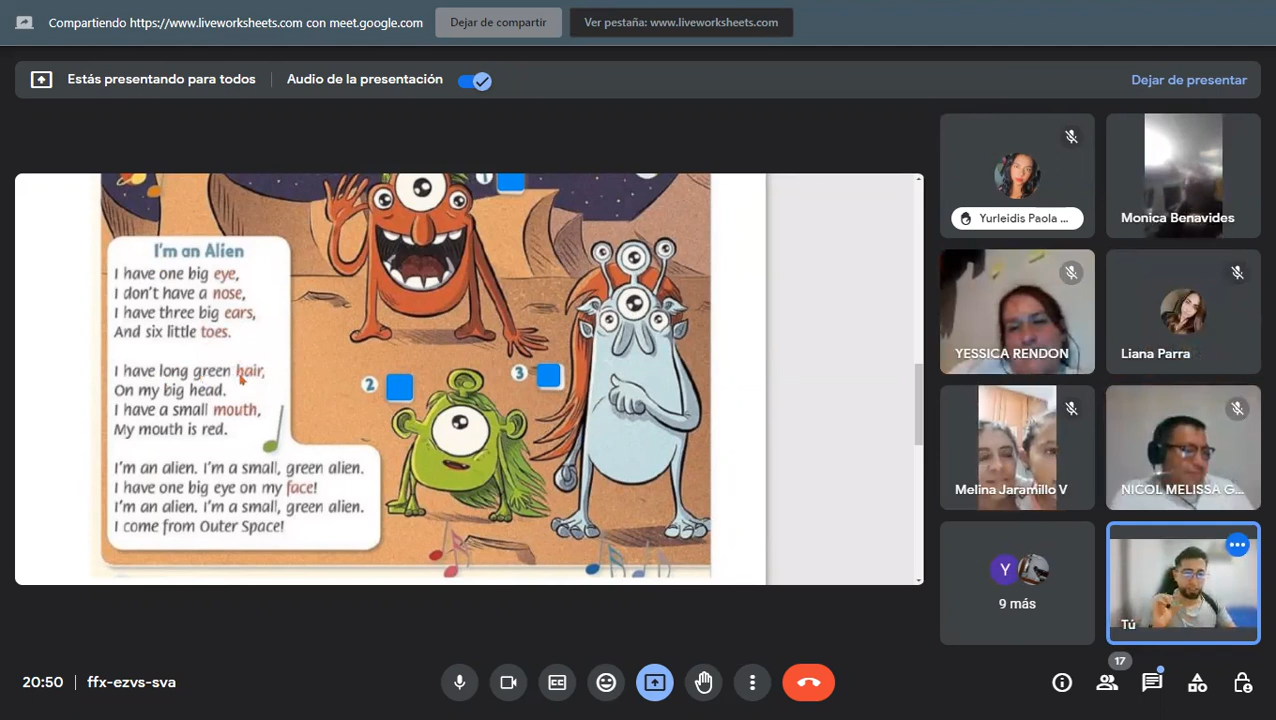 Compartiendo https://www.liveworksheets.com con meet.google.com
Dejar de compartir
Ver pestaña: www.liveworksheets.com
Estás presentando para todos
Audio de la presentación
Dejar de presentar
1
I'm an Alien
I have one big eye,
I don't have a nose,
I have three big ears,
And six little toes.
I have long green hair,
On my big head.
I have a small mouth,
My mouth is red.
I'm an alien. I'm a small, green alien.
I have one big eye on my face!
I'm an alien. I'm a small, green alien.
I come from Outer Space!
2
3
Yurleidis Paola ...
Monica Benavides
YESSICA RENDON
Liana Parra
Melina Jaramillo V
NICOL MELISSA G...
Y
9 más
Tú
20:50
ffx-ezvs-sva
17